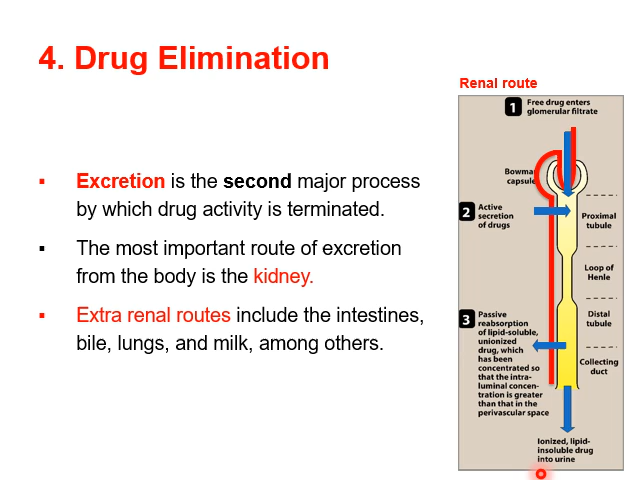 4. Drug Elimination
Renal route
▪ Excretion is the second major process
by which drug activity is terminated.
▪ The most important route of excretion
from the body is the kidney.
▪ Extra renal routes include the intestines,
bile, lungs, and milk, among others.
1 Free drug enters
glomerular filtrate
Bowman
capsule
2 Active
secretion
of drugs
Proximal
tubule
Loop of
Henle
3 Passive
reabsorption
of lipid-soluble,
unionized
drug, which
has been
concentrated so
that the intra-
luminal concen-
tration is greater
than that in the
perivascular space
Distal
tubule
Collecting
duct
Ionized, lipid-
insoluble drug
into urine